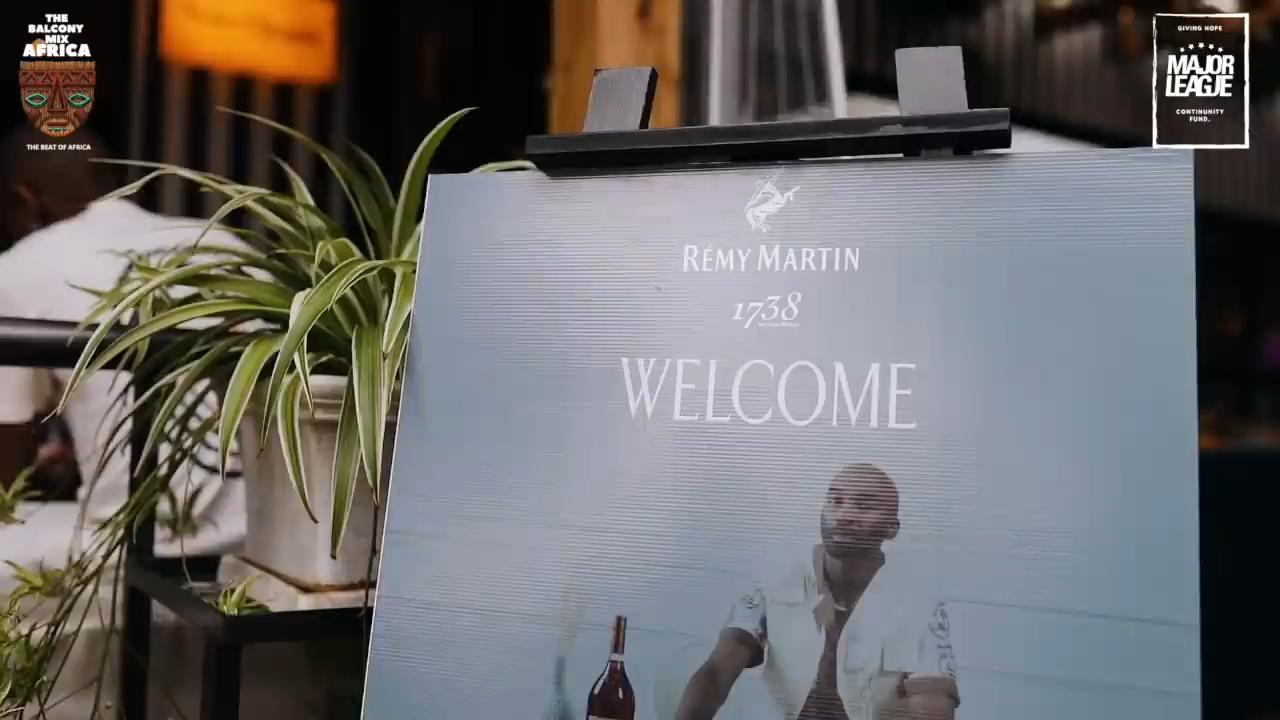 THE
BALCONY
MIX
AFRICA
THE BEAT OF AFRICA
GIVING HOPE
MAJOR
LEAGUE
CONTINUITY
FUND.
RÉMY MARTIN
1738
WELCOME